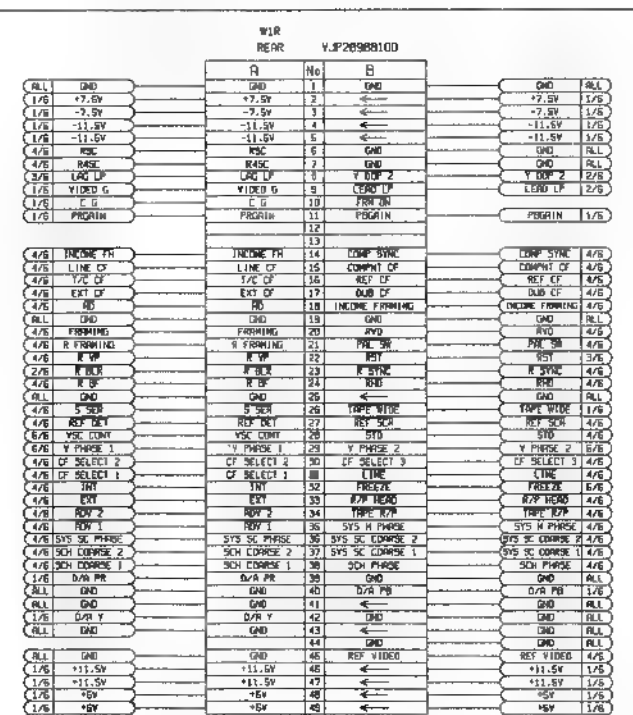 W1R
REAR VJP2898B100
A No B
ALL GND GND 1 GND GND ALL
1/6 +7.5V +7.5V 2 ← +7.5V 1/6
1/6 -7.5V -7.5V 3 ← -7.5V 1/6
1/6 -11.5V -11.5V 4 ← -11.5V 1/6
1/6 -11.5V -11.5V 5 ← -11.5V 1/6
4/6 RSC RSC 6 GND GND ALL
4/6 R4SC R4SC 7 GND GND ALL
3/6 LAG LP LAG LP 8 Y DOP 2 Y DOP 2 2/6
1/6 VIDEO G VIDEO G 9 LEAD LP LEAD LP 2/6
1/6 C G C G 10 FRM ON
1/6 PRGAIN PRGAIN 11 PBGAIN PBGAIN 1/6
12
13
4/6 INCOME FH INCOME FH 14 COMP SYNC COMP SYNC 4/6
4/6 LINE CF LINE CF 15 COMPNT CF COMPNT CF 4/6
4/6 T/C CF T/C CF 16 REF CF REF CF 4/6
4/6 EXT CF EXT CF 17 DUB CF DUB CF 4/6
4/6 AD AD 18 INCOME FRAMING INCOME FRAMING 4/6
ALL GND GND 19 GND GND ALL
4/6 FRAMING FRAMING 20 AVD AVD 4/6
4/6 R FRAMING R FRAMING 21 PAL SW PAL SW 4/6
4/6 R VP R VP 22 RST RST 3/6
2/6 R BLK R BLK 23 R SYNC R SYNC 4/6
4/6 R BF R BF 24 RHD RHD 4/6
ALL GND GND 25 ← GND ALL
4/6 S SER S SER 26 TAPE WIDE TAPE WIDE 1/6
4/6 REF DET REF DET 27 REF SCH REF SCH 4/6
6/6 VSC CONT VSC CONT 28 STD STD 4/6
6/6 Y PHASE 1 Y PHASE 1 29 Y PHASE 2 Y PHASE 2 6/6
4/6 CF SELECT 2 CF SELECT 2 30 CF SELECT 3 CF SELECT 3 4/6
4/6 CF SELECT 1 CF SELECT 1 LINE LINE 4/6
4/6 INT INT 32 FREEZE FREEZE 6/6
4/6 EXT EXT 33 R/P HEAD R/P HEAD 4/6
4/6 ADV 2 ADV 2 34 TAPE R/P TAPE R/P 4/6
4/6 ADV 1 ADV 1 35 SYS H PHASE SYS H PHASE 4/6
4/6 SYS SC PHASE SYS SC PHASE 36 SYS SC COARSE 2 SYS SC COARSE 2 4/6
4/6 SCH COARSE 2 SCH COARSE 2 37 SYS SC COARSE 1 SYS SC COARSE 1 4/6
4/6 SCH COARSE 1 SCH COARSE 1 38 SCH PHASE SCH PHASE 4/6
1/6 D/A PR D/A PR 39 GND GND ALL
ALL GND GND 40 D/A PB D/A PB 1/6
ALL GND GND 41 ← GND ALL
1/6 D/A Y D/A Y 42 GND GND ALL
ALL GND GND 43 ← GND ALL
44 GND GND ALL
ALL GND GND 45 REF VIDEO REF VIDEO 4/6
1/6 +11.5V +11.5V 46 ← +11.5V 1/6
1/6 +11.5V +11.5V 47 ← +11.5V 1/6
1/6 +5V +5V 48 ← +5V 1/6
1/6 +5V +5V 49 ← +5V 1/6